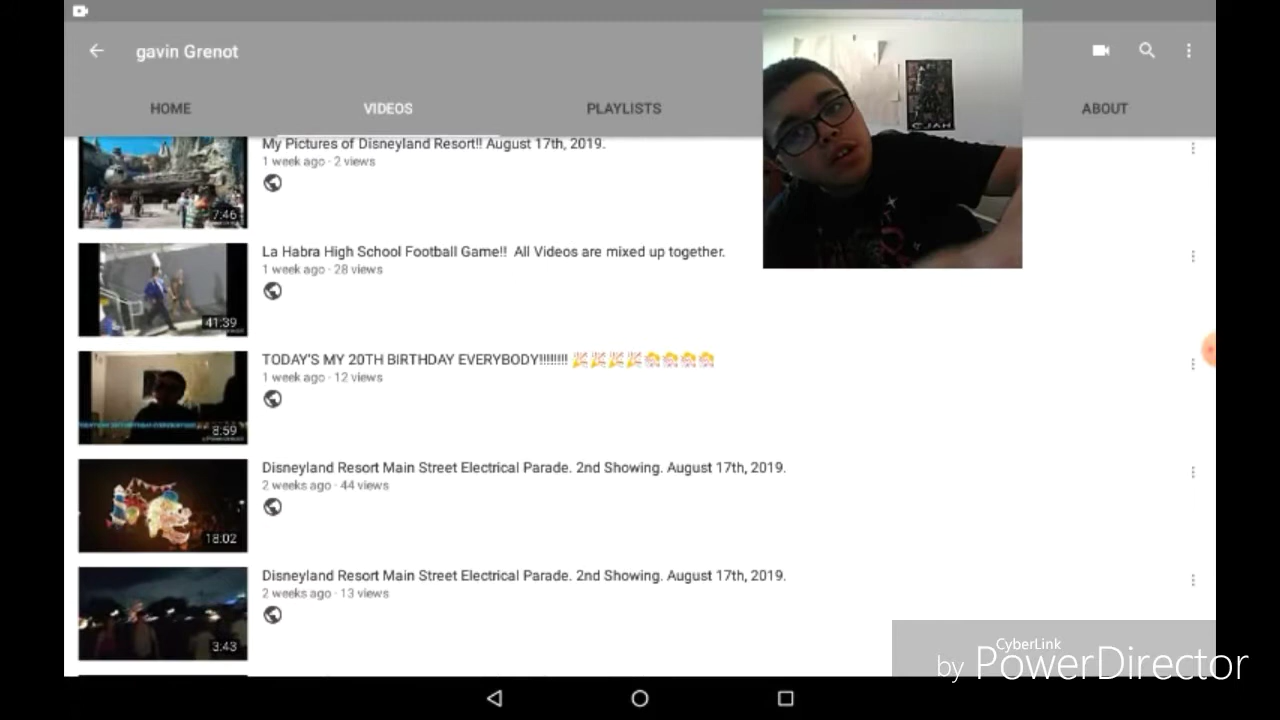 gavin Grenot
HOME
VIDEOS
PLAYLISTS
ABOUT
My Pictures of Disneyland Resort!! August 17th, 2019.
1 week ago · 2 views
7:46
La Habra High School Football Game!! All Videos are mixed up together.
1 week ago · 28 views
41:39
TODAY'S MY 20TH BIRTHDAY EVERYBODY!!!!!!!!! 🎉🎉🎉🎉🥳🥳🥳🥳
1 week ago · 12 views
8:59
Disneyland Resort Main Street Electrical Parade. 2nd Showing. August 17th, 2019.
2 weeks ago · 44 views
18:02
Disneyland Resort Main Street Electrical Parade. 2nd Showing. August 17th, 2019.
2 weeks ago · 13 views
3:43
CyberLink
by PowerDirector